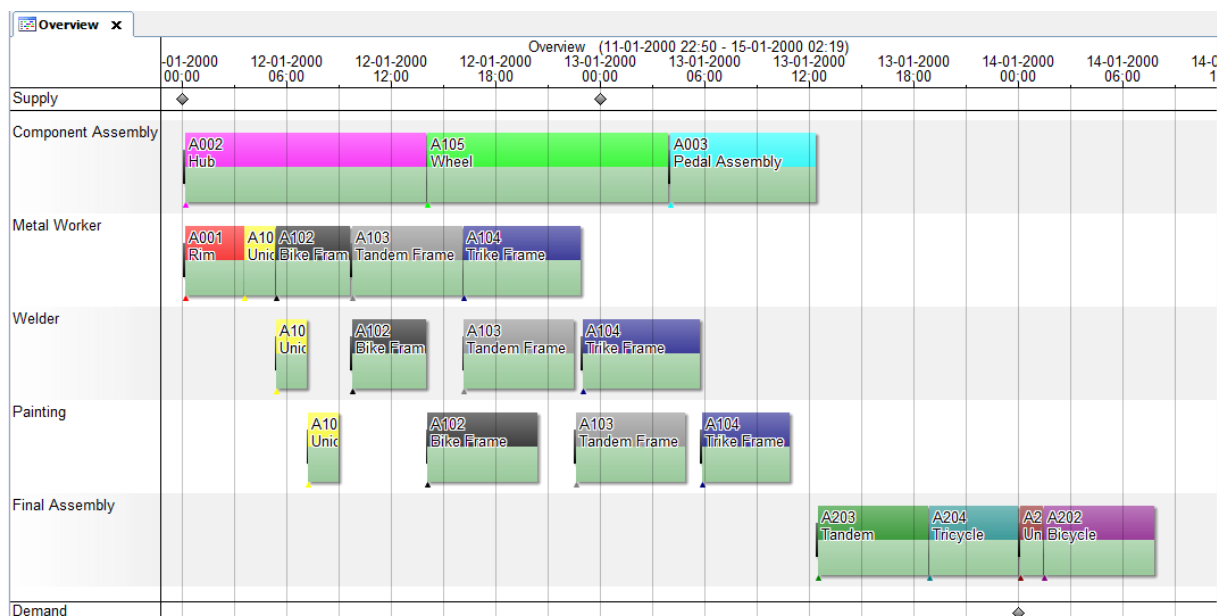 Overview X
Overview (11-01-2000 22:50 - 15-01-2000 02:19)
-01-2000 12-01-2000 12-01-2000 12-01-2000 13-01-2000 13-01-2000 13-01-2000 13-01-2000 14-01-2000 14-01-2000 14-0
00:00 06:00 12:00 18:00 00:00 06:00 12:00 18:00 00:00 06:00 1
Supply
Component Assembly
A002 A105 A003
Hub Wheel Pedal Assembly
Metal Worker
A001 A10 A102 A103 A104
Rim Unic Bike Fram Tandem Frame Trike Frame
Welder
A10 A102 A103 A104
Unic Bike Fram Tandem Frame Trike Frame
Painting
A10 A102 A103 A104
Unic Bike Frame Tandem Frame Trike Frame
Final Assembly
A203 A204 A2 A202
Tandem Tricycle Un Bicycle
Demand